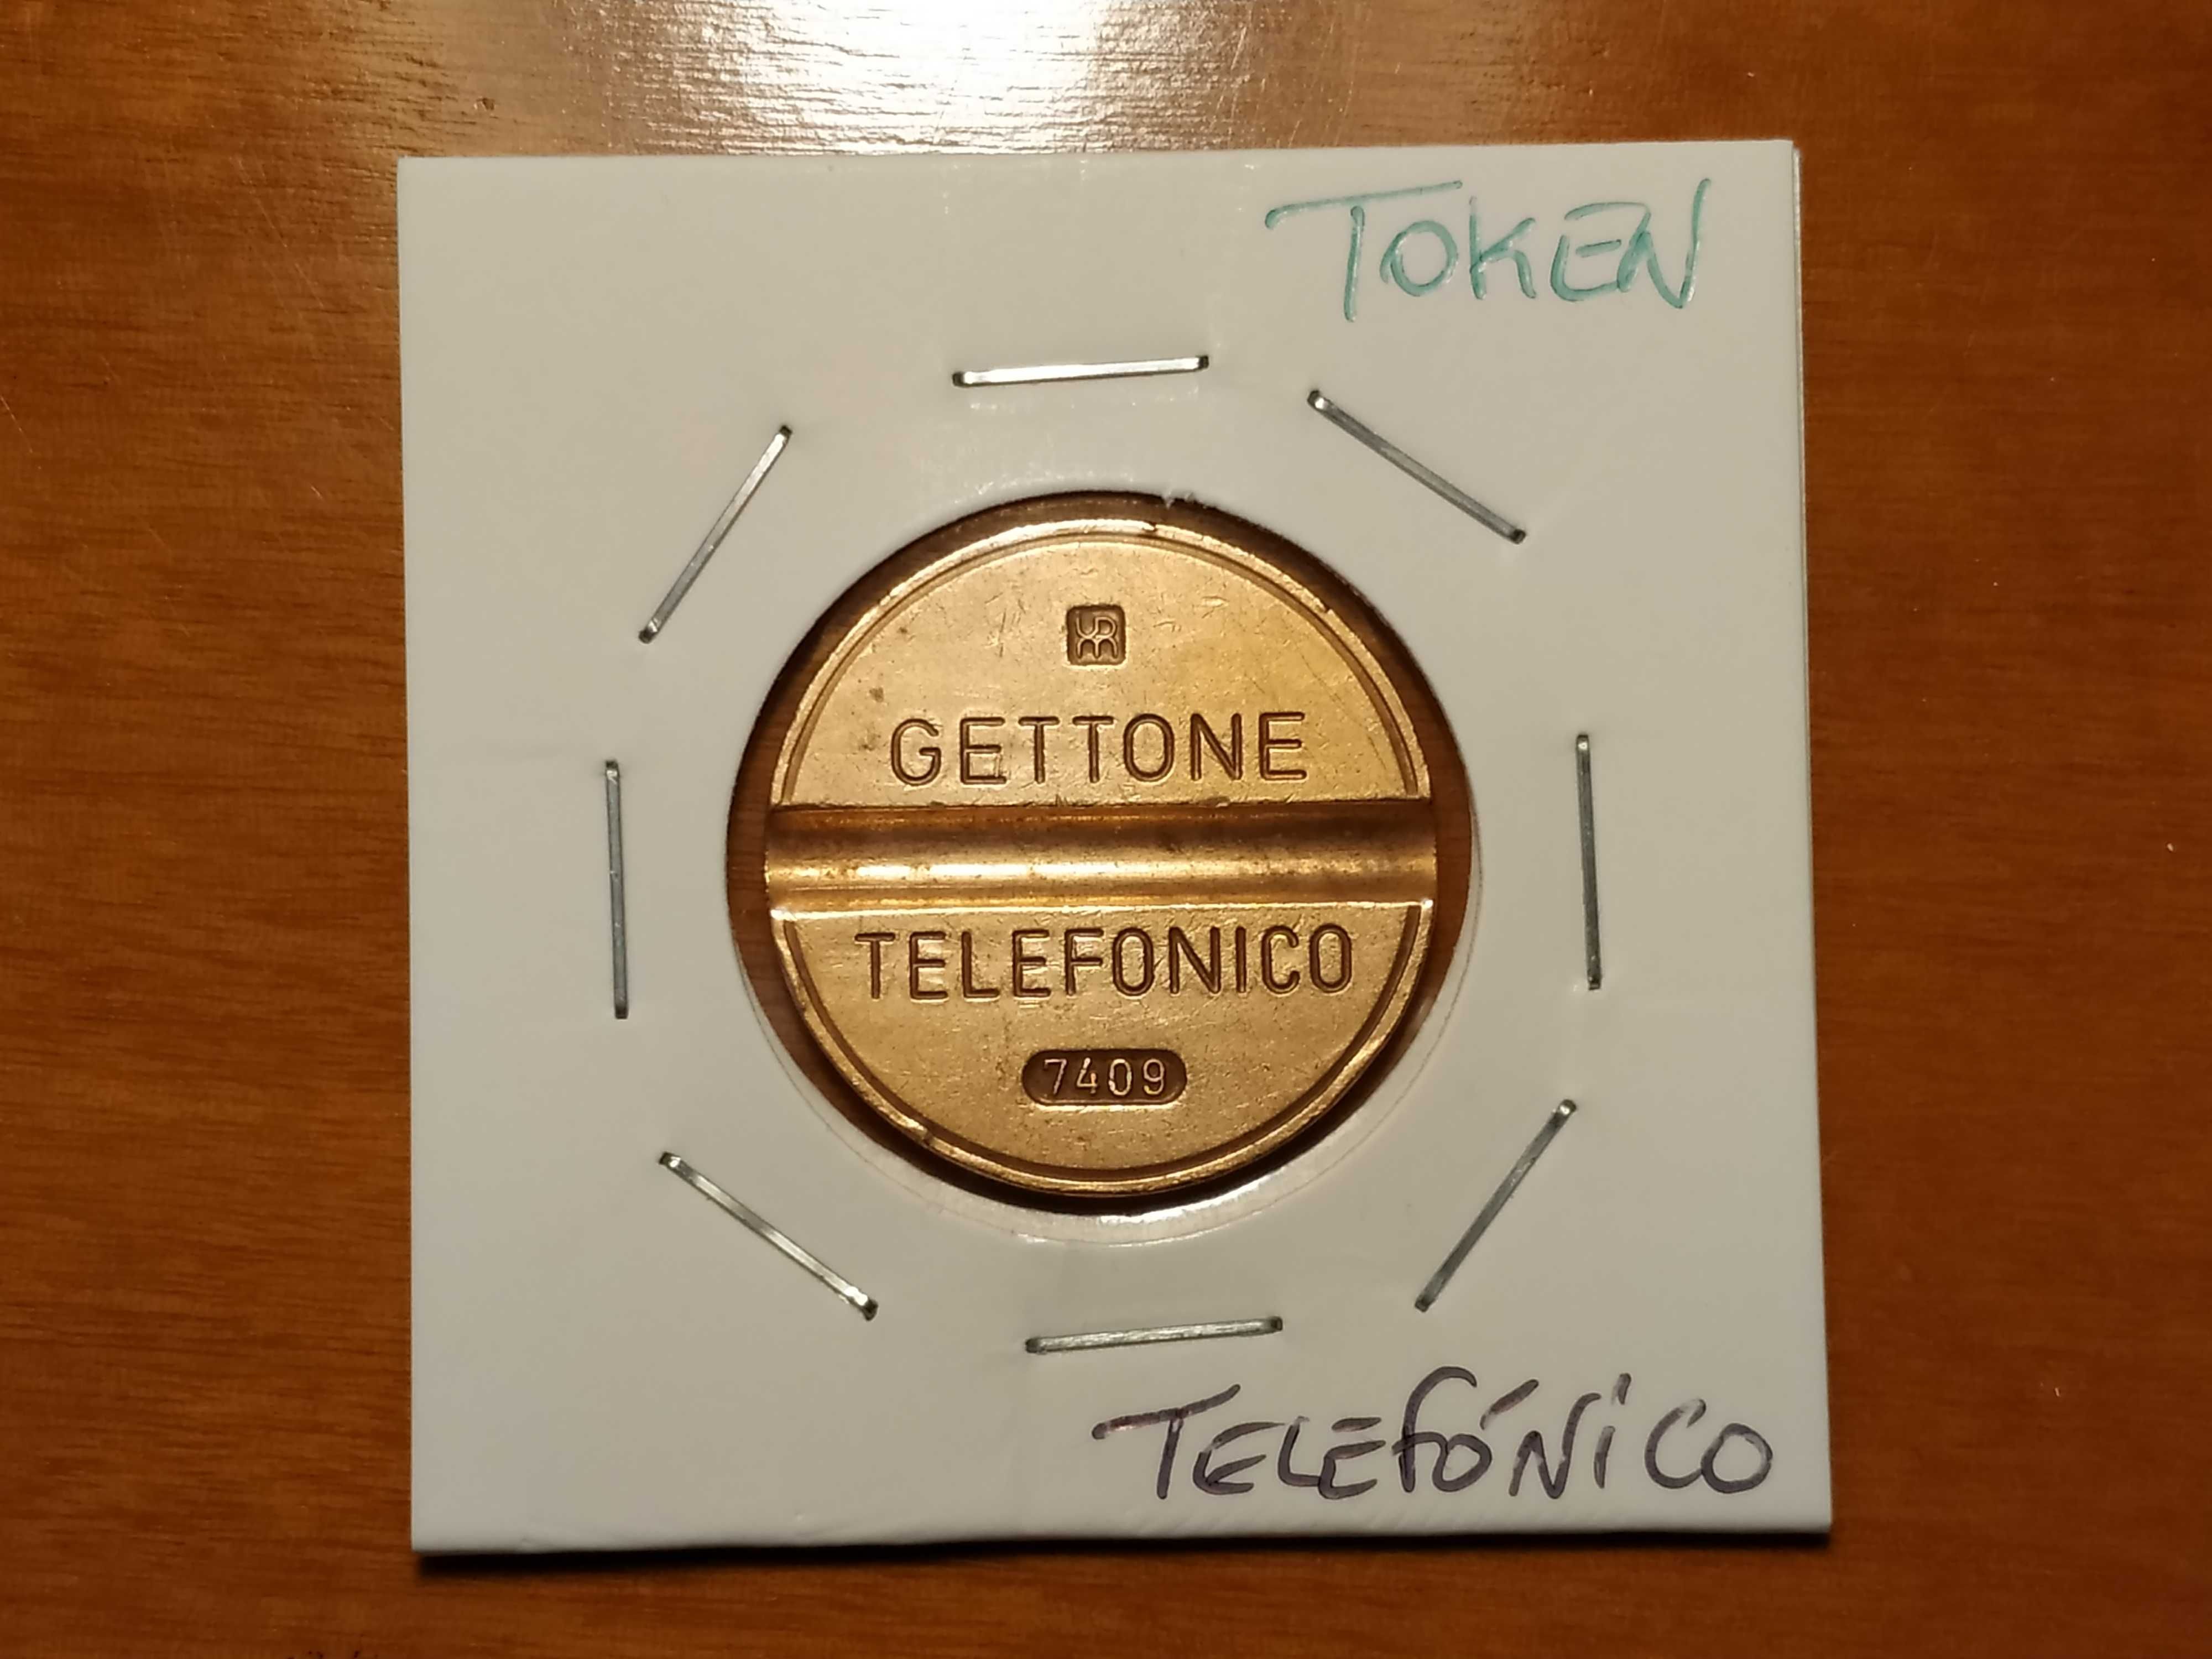 TOKEN
GETTONE
TELEFONICO
7409
TELEFÓNICO